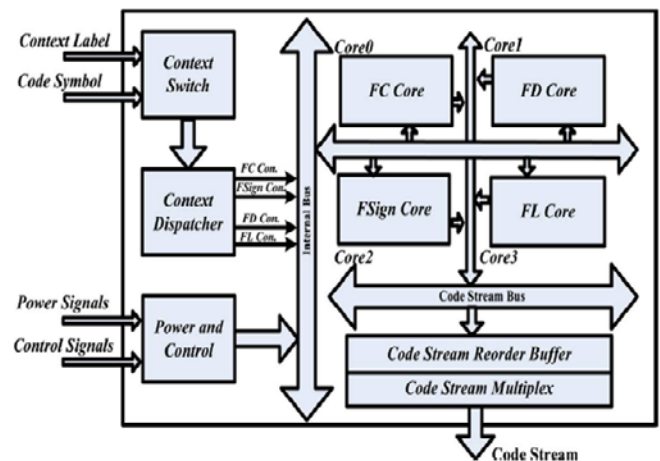 Context Label
Code Symbol
Context
Switch
Context
Dispatcher
FC Con.
FSign Con.
FD Con.
FL Con.
Power Signals
Control Signals
Power and
Control
Internal Bus
Core0
Core1
FC Core
FD Core
FSign Core
FL Core
Core2
Core3
Code Stream Bus
Code Stream Reorder Buffer
Code Stream Multiplex
Code Stream